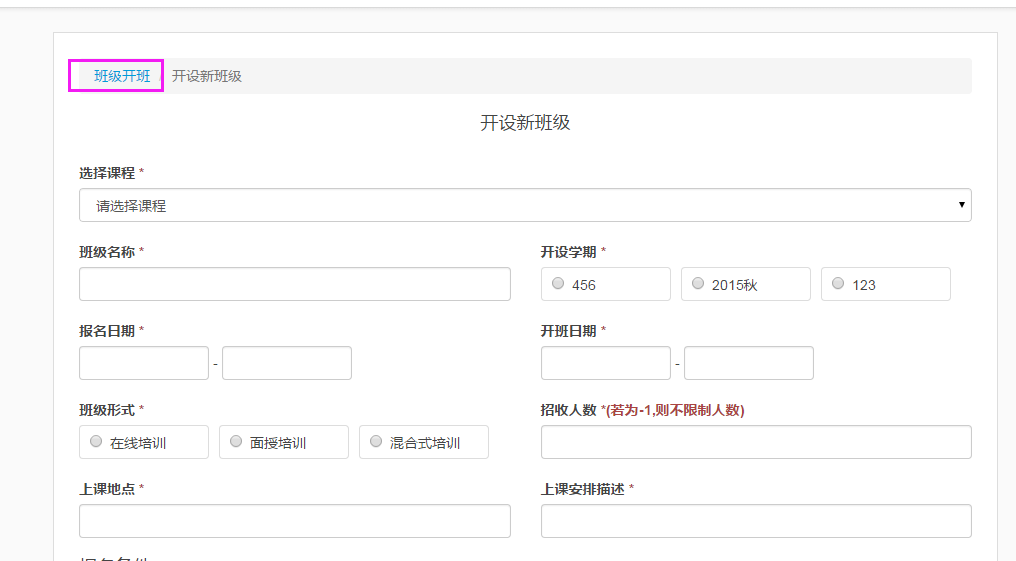 班级开班 / 开设新班级
开设新班级
选择课程 *
请选择课程
班级名称 *
开设学期 *
456 2015秋 123
报名日期 *
开班日期 *
- -
班级形式 *
招收人数 *(若为-1,则不限制人数)
在线培训 面授培训 混合式培训
上课地点 *
上课安排描述 *